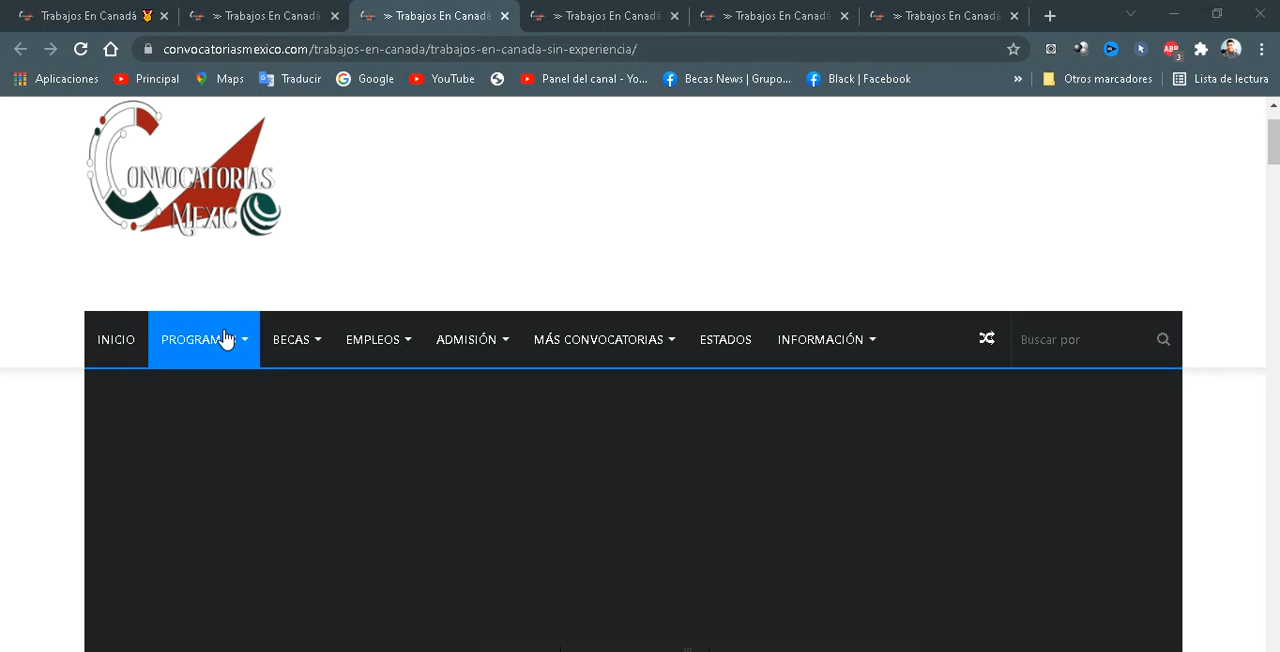 Trabajos En Canadá
» Trabajos En Canadá
» Trabajos En Canadá
» Trabajos En Canadá
» Trabajos En Canadá
» Trabajos En Canadá
convocatoriasmexico.com/trabajos-en-canada/trabajos-en-canada-sin-experiencia/
ABP
3
Aplicaciones
Principal
Maps
Traducir
Google
YouTube
Panel del canal - Yo...
Becas News | Grupo...
Black | Facebook
»
Otros marcadores
Lista de lectura
CONVOCATORIAS
MEXICO
INICIO
BECAS
EMPLEOS
ADMISIÓN
MÁS CONVOCATORIAS
ESTADOS
INFORMACIÓN
Buscar por